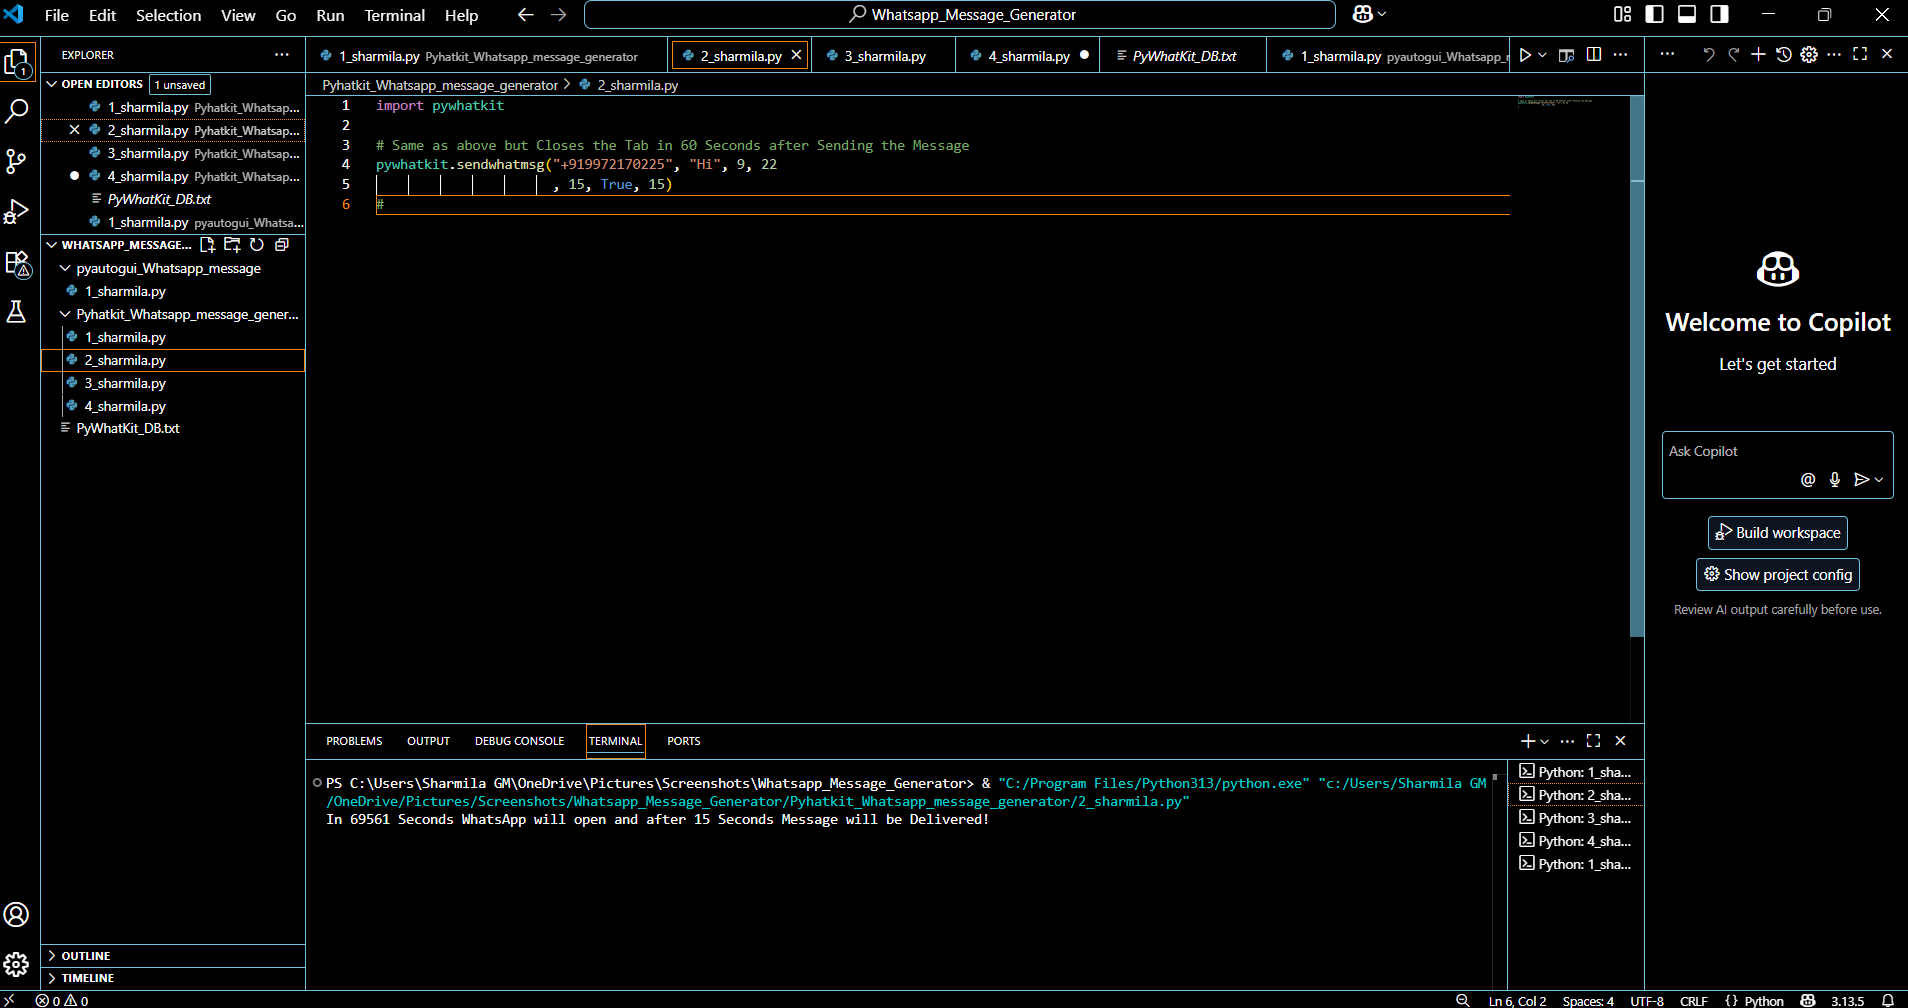 File Edit Selection View Go Run Terminal Help
Whatsapp_Message_Generator
EXPLORER
OPEN EDITORS 1 unsaved
1_sharmila.py Pyhatkit_Whatsap...
2_sharmila.py Pyhatkit_Whatsap...
3_sharmila.py Pyhatkit_Whatsap...
4_sharmila.py Pyhatkit_Whatsap...
PyWhatKit_DB.txt
1_sharmila.py pyautogui_Whatsa...
WHATSAPP_MESSAGE...
pyautogui_Whatsapp_message
1_sharmila.py
Pyhatkit_Whatsapp_message_gener...
1_sharmila.py
2_sharmila.py
3_sharmila.py
4_sharmila.py
PyWhatKit_DB.txt
OUTLINE
TIMELINE
1_sharmila.py Pyhatkit_Whatsapp_message_generator 2_sharmila.py 3_sharmila.py 4_sharmila.py PyWhatKit_DB.txt 1_sharmila.py pyautogui_Whatsapp_
Pyhatkit_Whatsapp_message_generator > 2_sharmila.py
1 import pywhatkit
2
3 # Same as above but Closes the Tab in 60 Seconds after Sending the Message
4 pywhatkit.sendwhatmsg("+919972170225", "Hi", 9, 22
5 , 15, True, 15)
6 #
PROBLEMS OUTPUT DEBUG CONSOLE TERMINAL PORTS
PS C:\Users\Sharmila GM\OneDrive\Pictures\Screenshots\Whatsapp_Message_Generator> & "C:/Program Files/Python313/python.exe" "c:/Users/Sharmila GM
/OneDrive/Pictures/Screenshots/Whatsapp_Message_Generator/Pyhatkit_Whatsapp_message_generator/2_sharmila.py"
In 69561 Seconds WhatsApp will open and after 15 Seconds Message will be Delivered!
Python: 1_sha...
Python: 2_sha...
Python: 3_sha...
Python: 4_sha...
Python: 1_sha...
Welcome to Copilot
Let's get started
Ask Copilot
@
Build workspace
Show project config
Review AI output carefully before use.
0 0
Ln 6, Col 2 Spaces: 4 UTF-8 CRLF {} Python 3.13.5